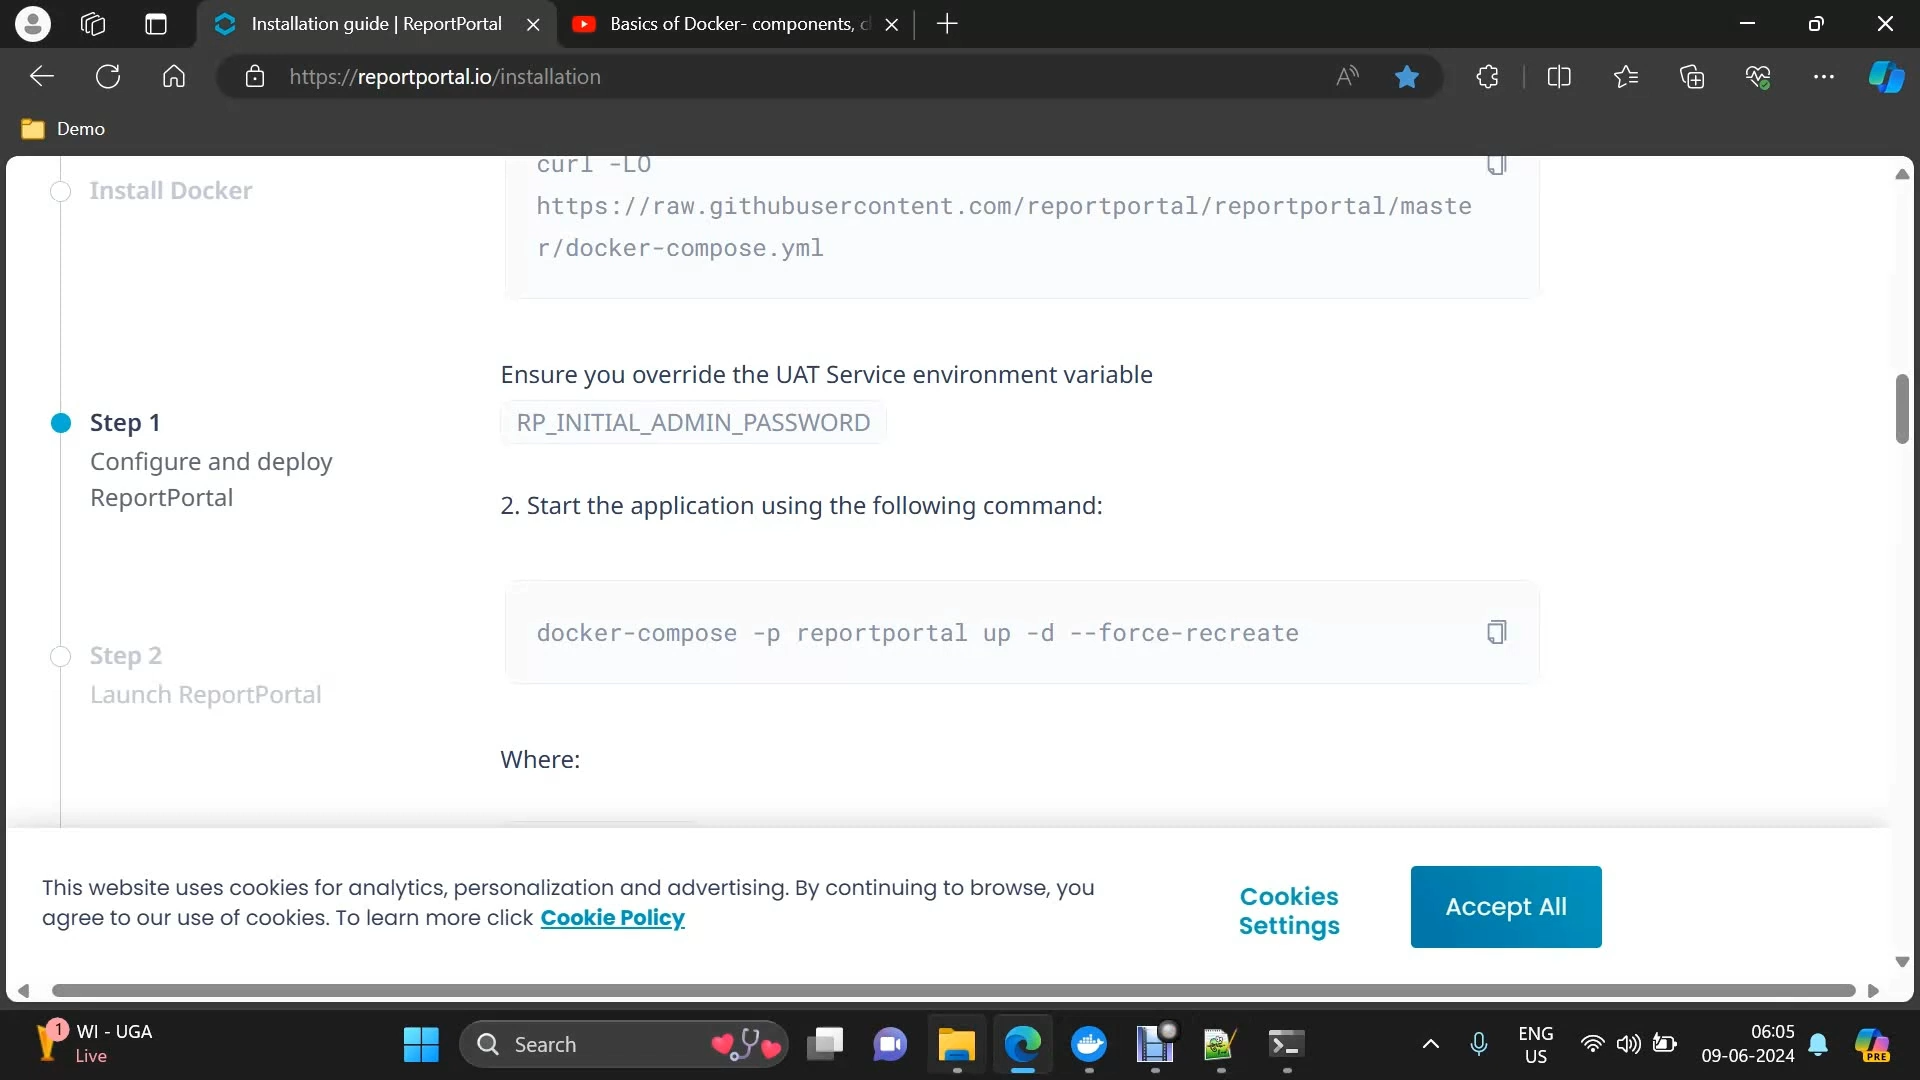 Installation guide | ReportPortal
Basics of Docker- components, cl
https://reportportal.io/installation
Demo
Install Docker
curl -LO
https://raw.githubusercontent.com/reportportal/reportportal/maste
r/docker-compose.yml
Ensure you override the UAT Service environment variable
RP_INITIAL_ADMIN_PASSWORD
Step 1
Configure and deploy
ReportPortal
2. Start the application using the following command:
docker-compose -p reportportal up -d --force-recreate
Step 2
Launch ReportPortal
Where:
This website uses cookies for analytics, personalization and advertising. By continuing to browse, you
agree to our use of cookies. To learn more click Cookie Policy
Cookies
Settings
Accept All
1
WI - UGA
Live
Search
ENG
US
06:05
09-06-2024
PRE